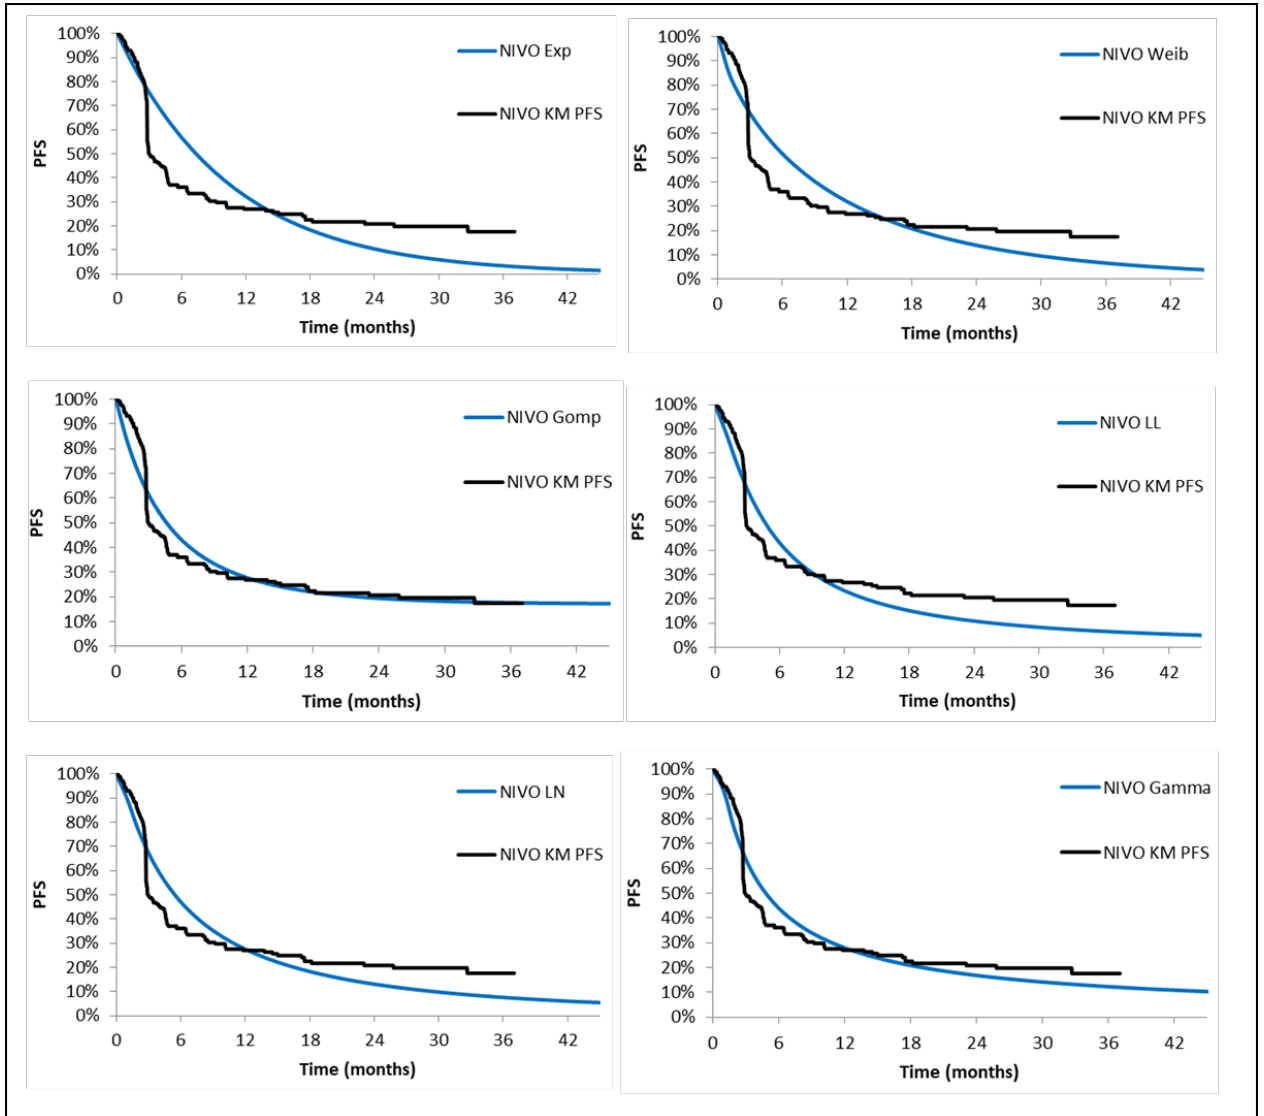 100%
90%
80%
70%
60%
50%
40%
30%
20%
10%
0%
PFS
NIVO Exp
NIVO KM PFS
0 6 12 18 24 30 36 42
Time (months)
100%
90%
80%
70%
60%
50%
40%
30%
20%
10%
0%
PFS
NIVO Weib
NIVO KM PFS
0 6 12 18 24 30 36 42
Time (months)
100%
90%
80%
70%
60%
50%
40%
30%
20%
10%
0%
PFS
NIVO Gomp
NIVO KM PFS
0 6 12 18 24 30 36 42
Time (months)
100%
90%
80%
70%
60%
50%
40%
30%
20%
10%
0%
PFS
NIVO LL
NIVO KM PFS
0 6 12 18 24 30 36 42
Time (months)
100%
90%
80%
70%
60%
50%
40%
30%
20%
10%
0%
PFS
NIVO LN
NIVO KM PFS
0 6 12 18 24 30 36 42
Time (months)
100%
90%
80%
70%
60%
50%
40%
30%
20%
10%
0%
PFS
NIVO Gamma
NIVO KM PFS
0 6 12 18 24 30 36 42
Time (months)